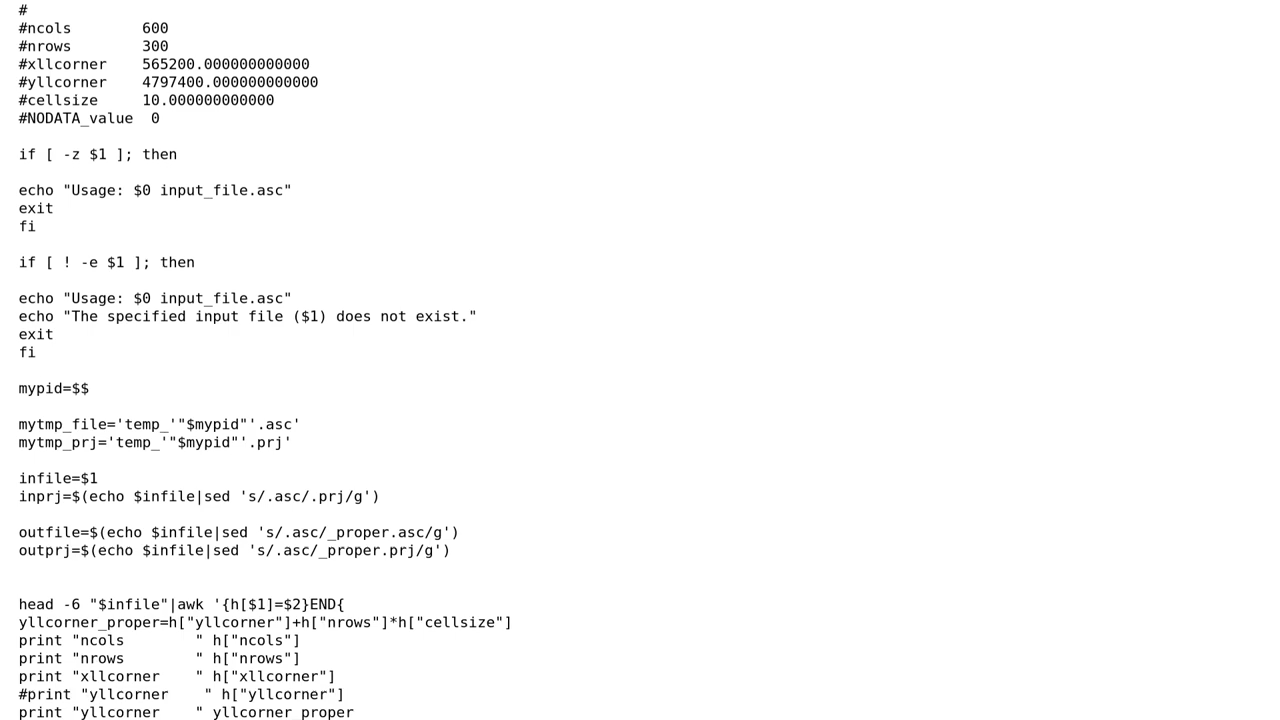 #
#ncols        600
#nrows        300
#xllcorner    565200.000000000000
#yllcorner    4797400.000000000000
#cellsize     10.000000000000
#NODATA_value  0
if [ -z $1 ]; then
echo "Usage: $0 input_file.asc"
exit
fi
if [ ! -e $1 ]; then
echo "Usage: $0 input_file.asc"
echo "The specified input file ($1) does not exist."
exit
fi
mypid=$$
mytmp_file='temp_'"$mypid"'.asc'
mytmp_prj='temp_'"$mypid"'.prj'
infile=$1
inprj=$(echo $infile|sed 's/.asc/.prj/g')
outfile=$(echo $infile|sed 's/.asc/_proper.asc/g')
outprj=$(echo $infile|sed 's/.asc/_proper.prj/g')
head -6 "$infile"|awk '{h[$1]=$2}END{
yllcorner_proper=h["yllcorner"]+h["nrows"]*h["cellsize"]
print "ncols        " h["ncols"]
print "nrows        " h["nrows"]
print "xllcorner    " h["xllcorner"]
#print "yllcorner    " h["yllcorner"]
print "yllcorner    " yllcorner_proper